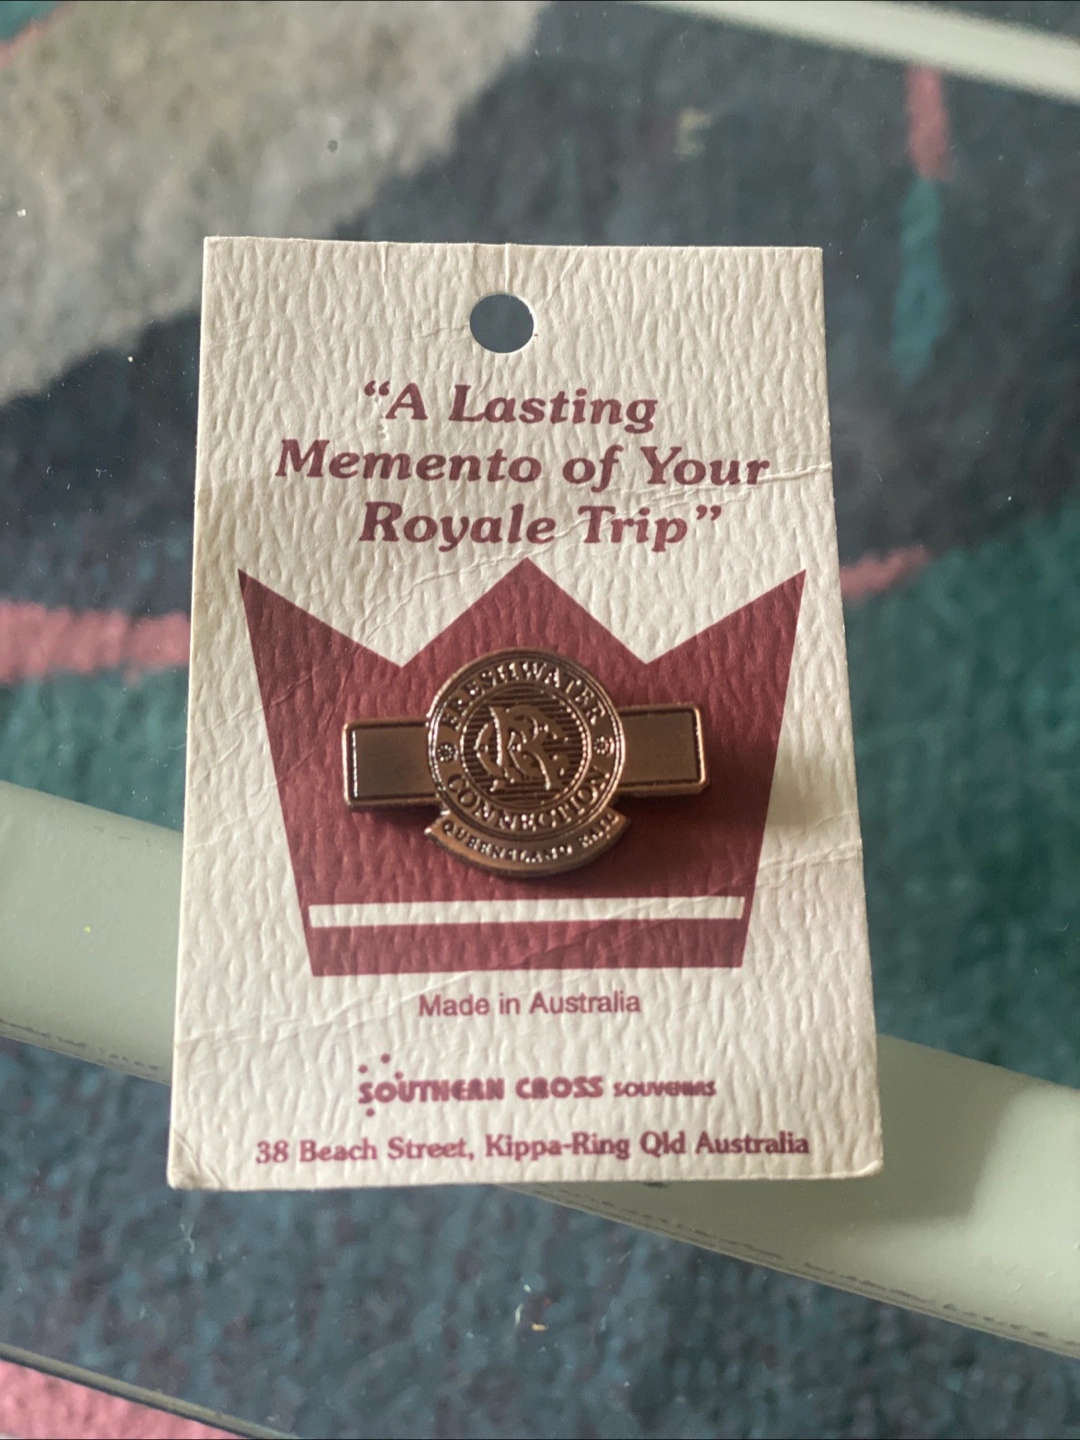 “A Lasting
Memento of Your
Royale Trip”
FRESHWATER
CONNECTION
QUEENSLAND RAIL
Made in Australia
SOUTHERN CROSS SOUVENIRS
38 Beach Street, Kippa-Ring Qld Australia